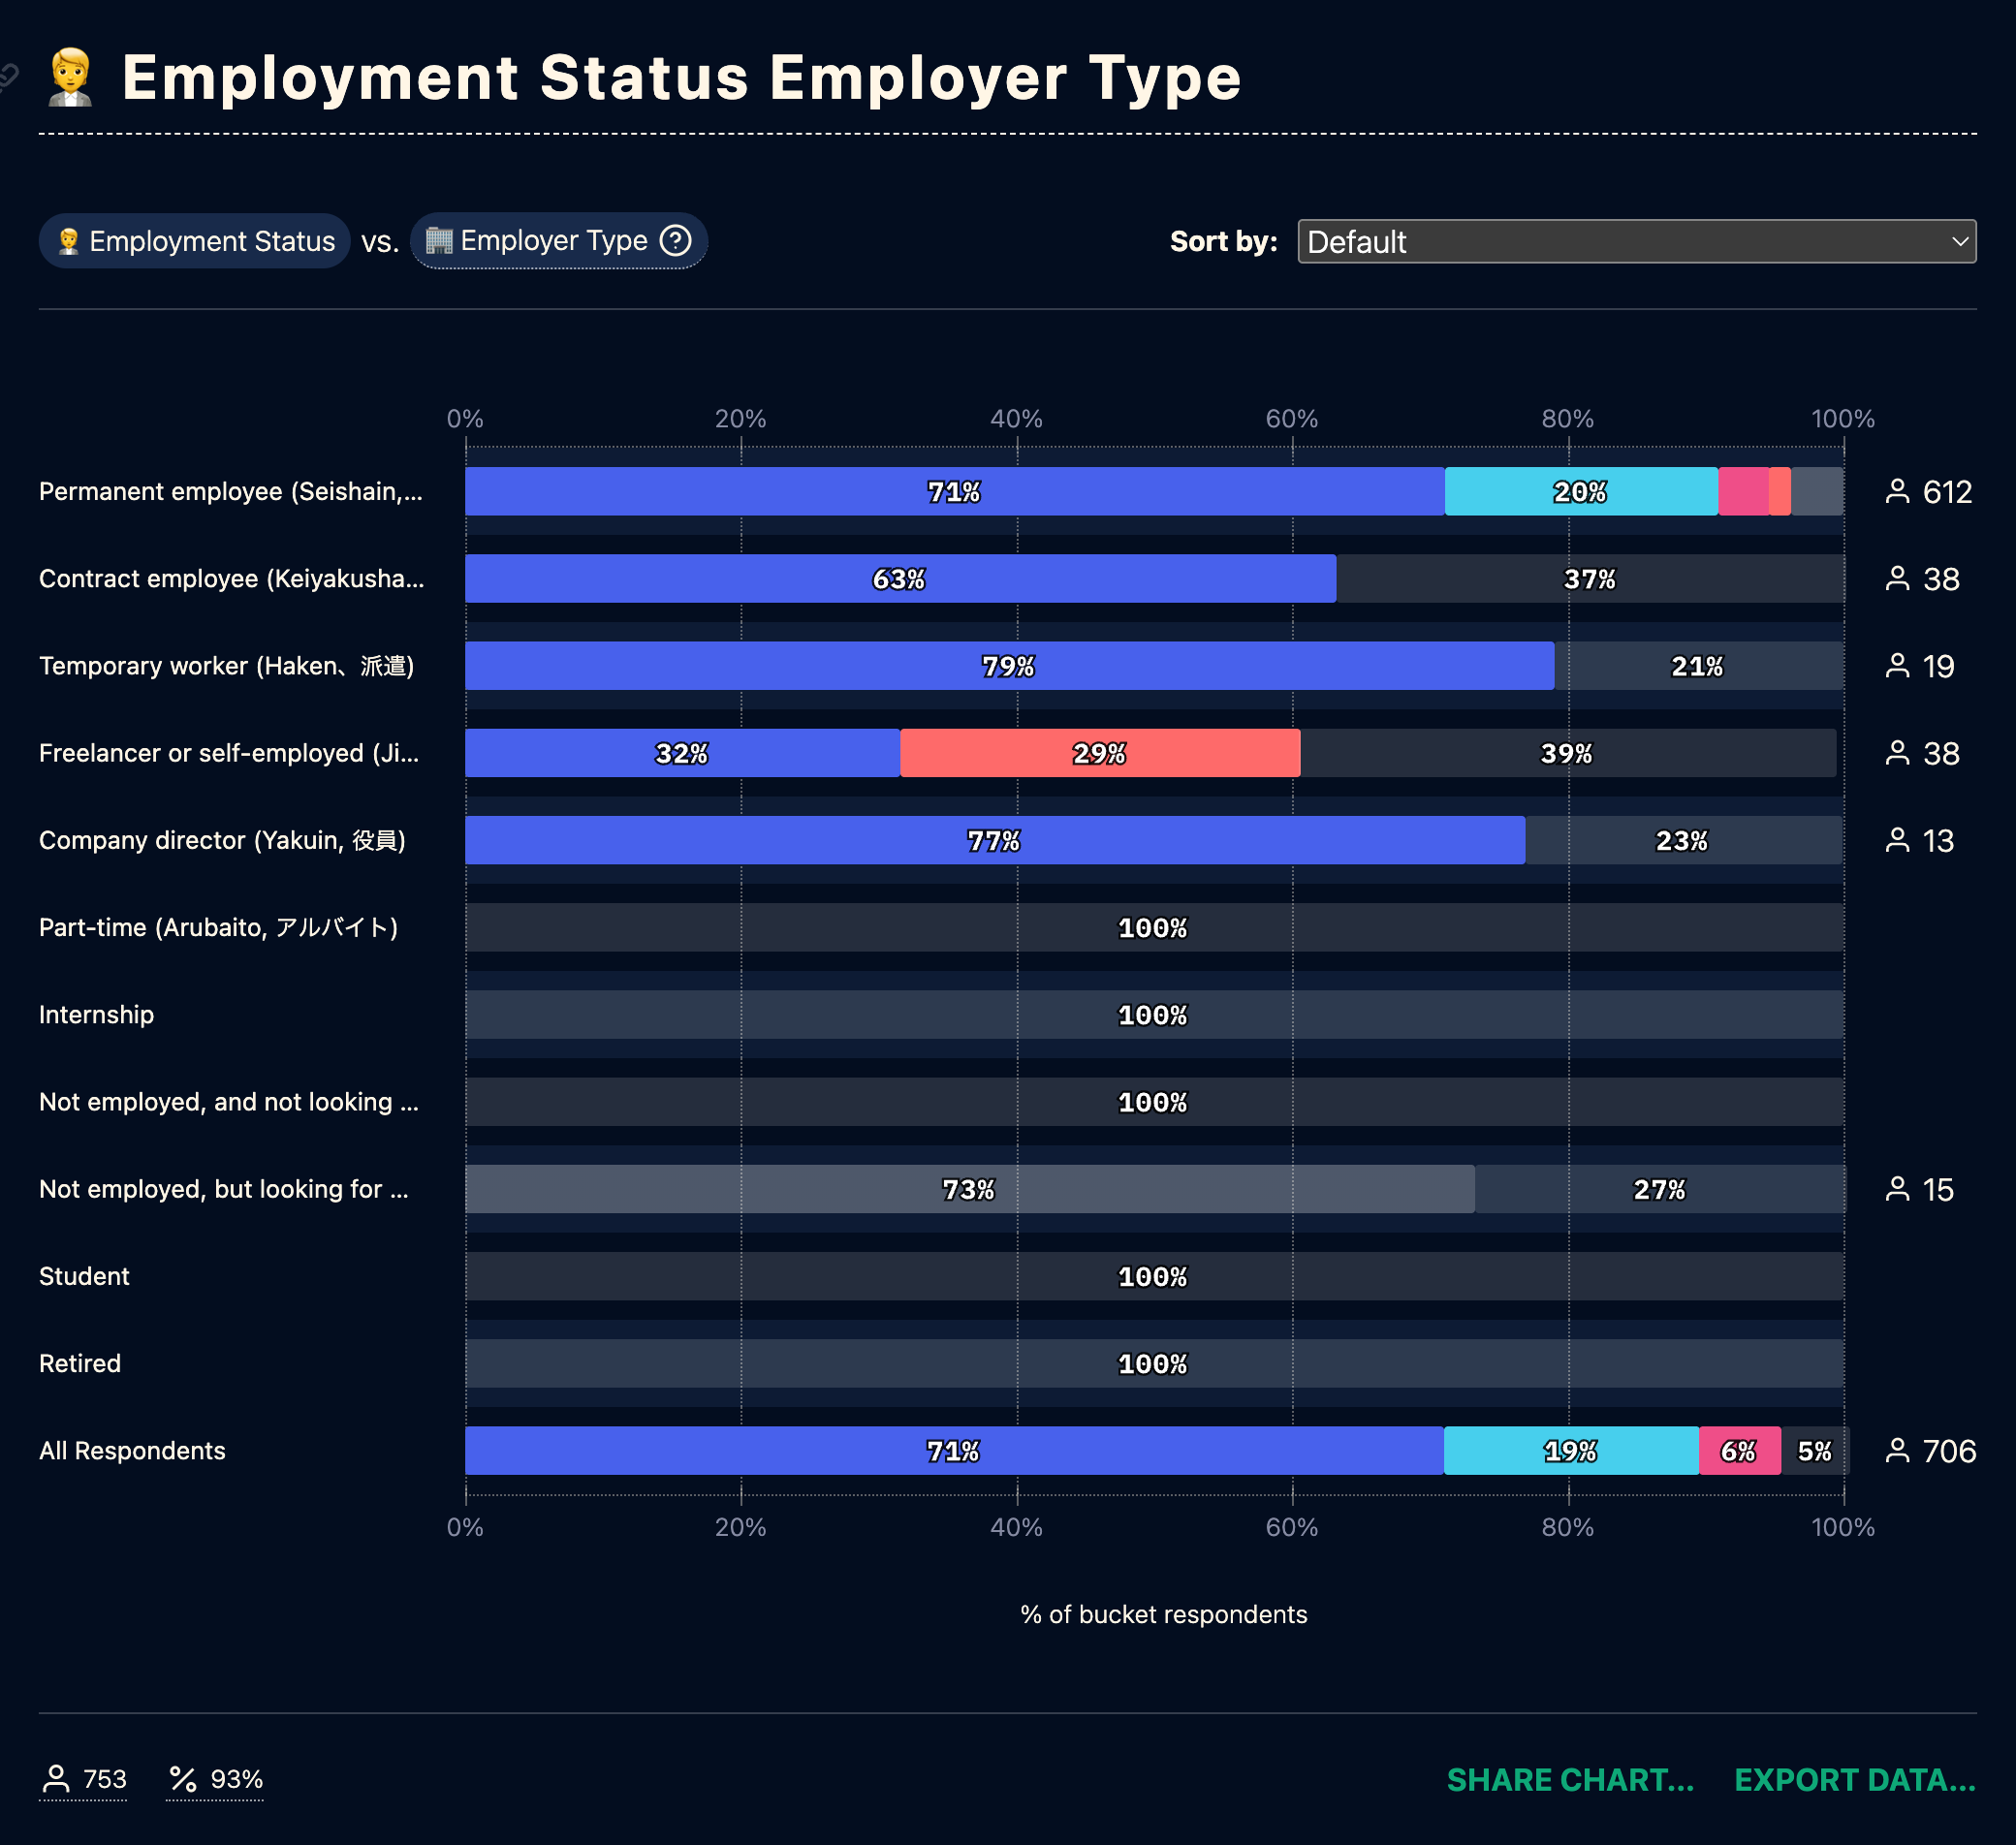 Employment Status Employer Type
Employment Status vs. Employer Type ?
Sort by: Default
0% 20% 40% 60% 80% 100%
Permanent employee (Seishain,... 71% 20% 612
Contract employee (Keiyakusha... 63% 37% 38
Temporary worker (Haken、派遣) 79% 21% 19
Freelancer or self-employed (Ji... 32% 29% 39% 38
Company director (Yakuin, 役員) 77% 23% 13
Part-time (Arubaito, アルバイト) 100%
Internship 100%
Not employed, and not looking ... 100%
Not employed, but looking for ... 73% 27% 15
Student 100%
Retired 100%
All Respondents 71% 19% 6% 5% 706
0% 20% 40% 60% 80% 100%
% of bucket respondents
753 % 93% SHARE CHART... EXPORT DATA...